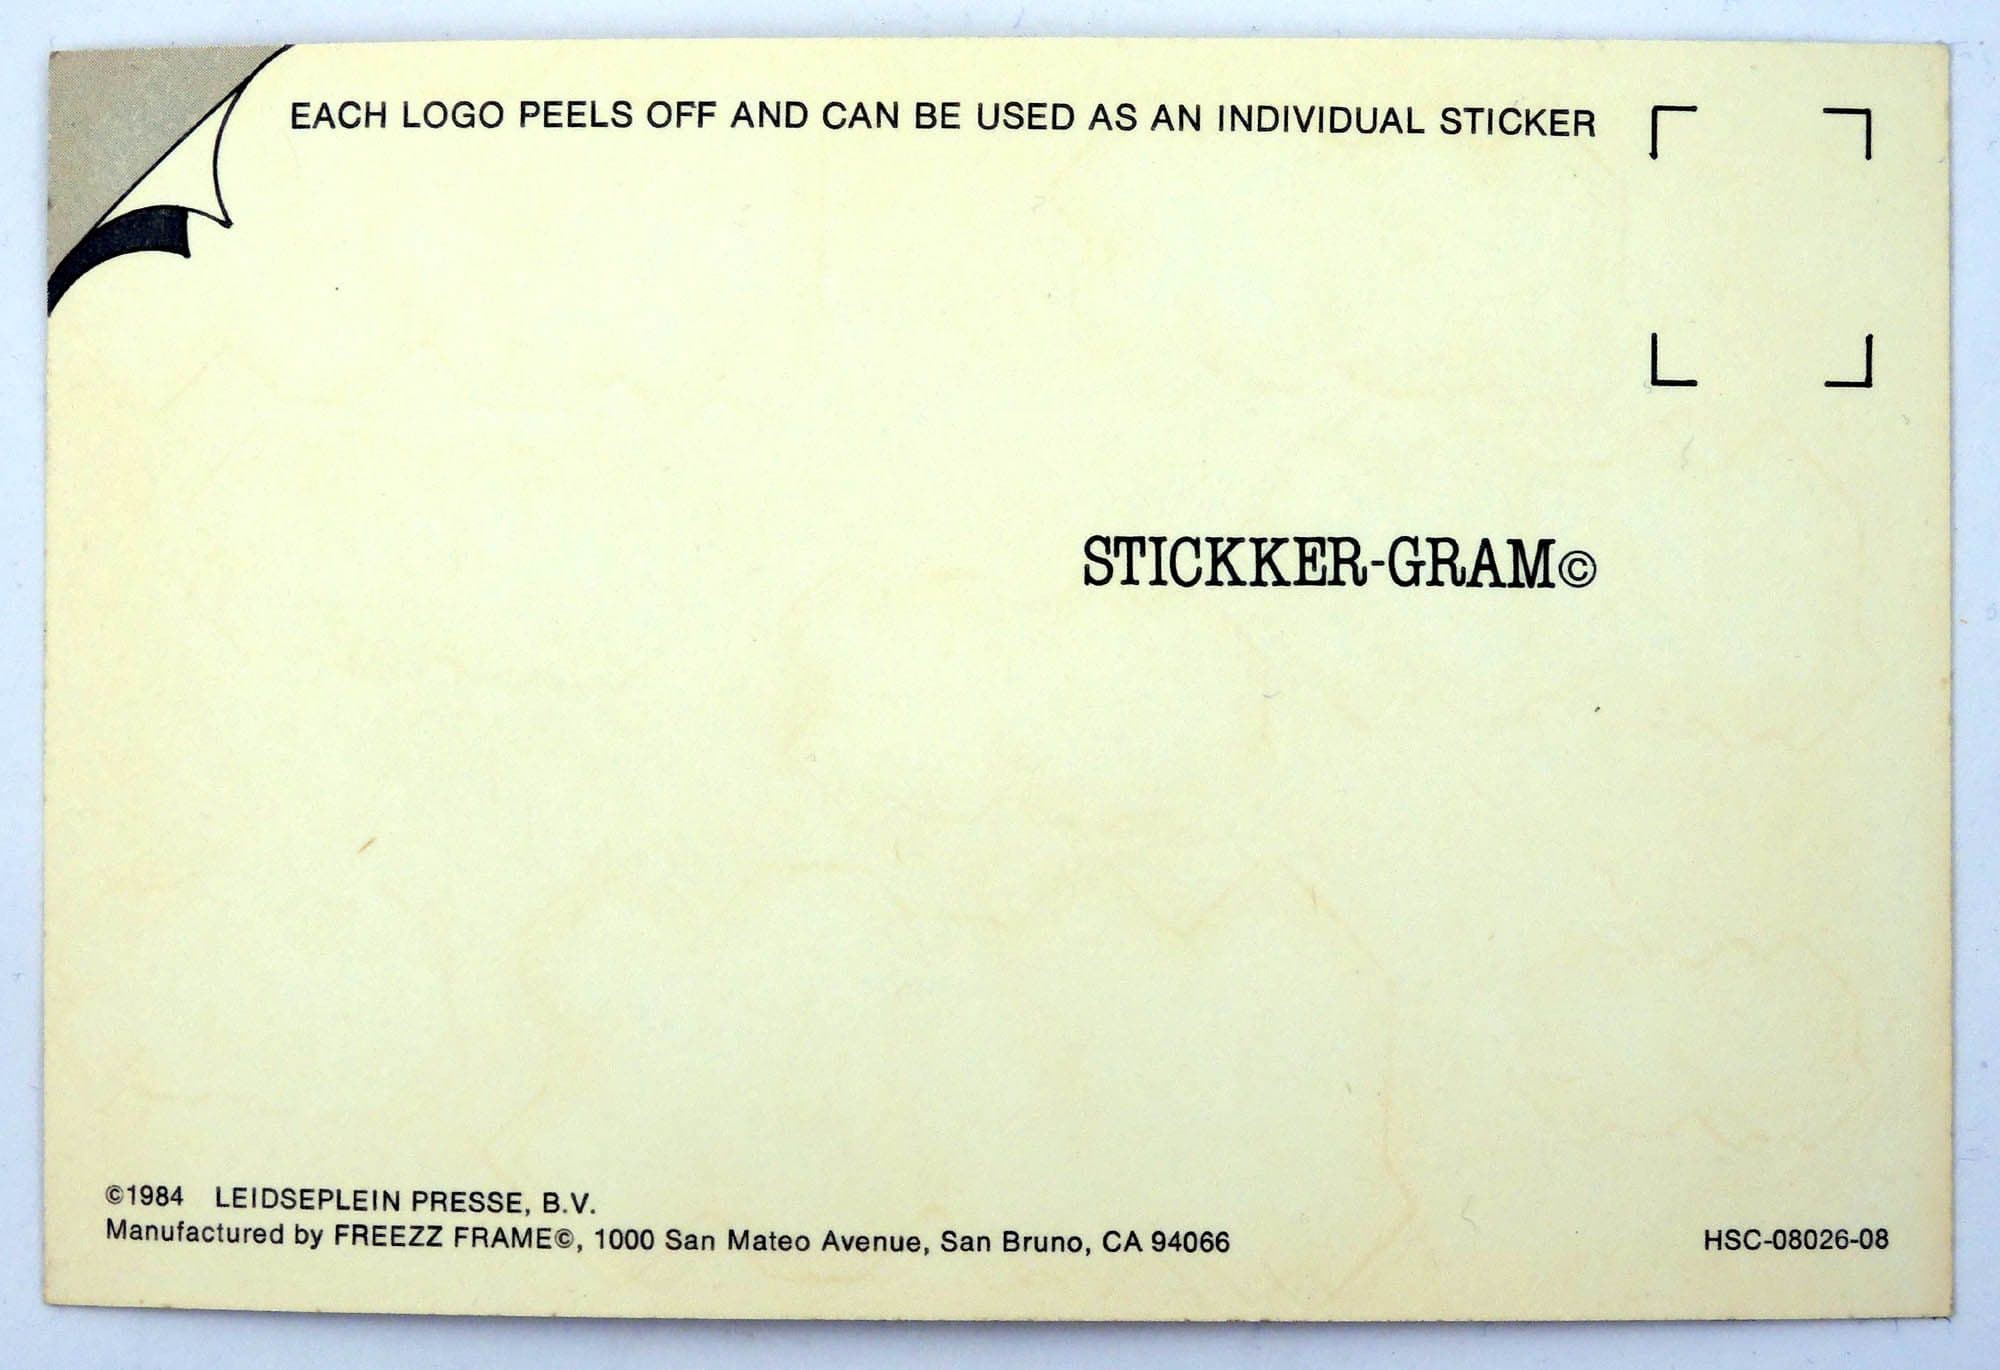 EACH LOGO PEELS OFF AND CAN BE USED AS AN INDIVIDUAL STICKER
STICKKER-GRAM©
©1984 LEIDSEPLEIN PRESSE, B.V.
Manufactured by FREEZZ FRAME©, 1000 San Mateo Avenue, San Bruno, CA 94066
HSC-08026-08